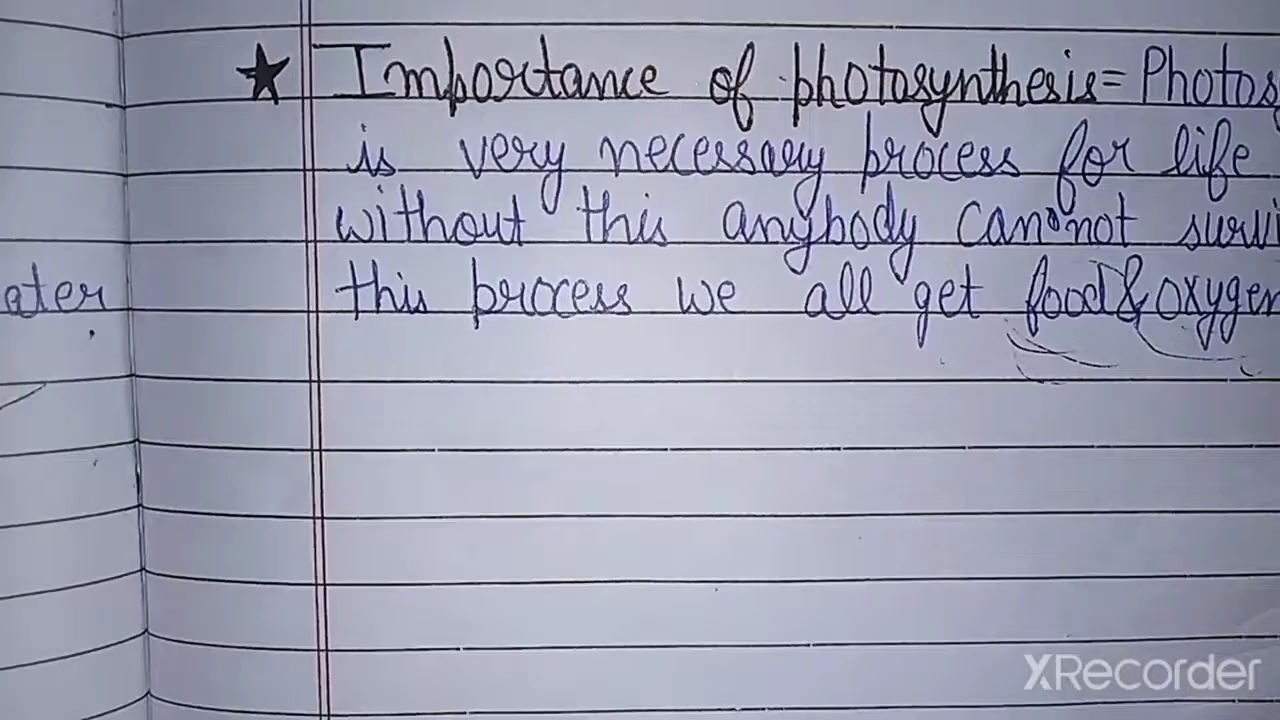 ★ Importance of photosynthesis= Photos
is very necessary process for life
without this anybody cannot survi
this process we all get food & oxygen
ater
XRecorder